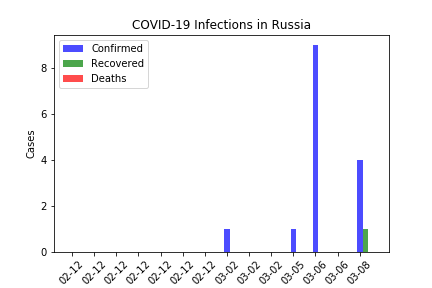 COVID-19 Infections in Russia
Confirmed
Recovered
Deaths
Cases
8
6
4
2
0
02-12 02-12 02-12 02-12 02-12 02-12 02-12 03-02 03-02 03-02 03-05 03-06 03-06 03-08